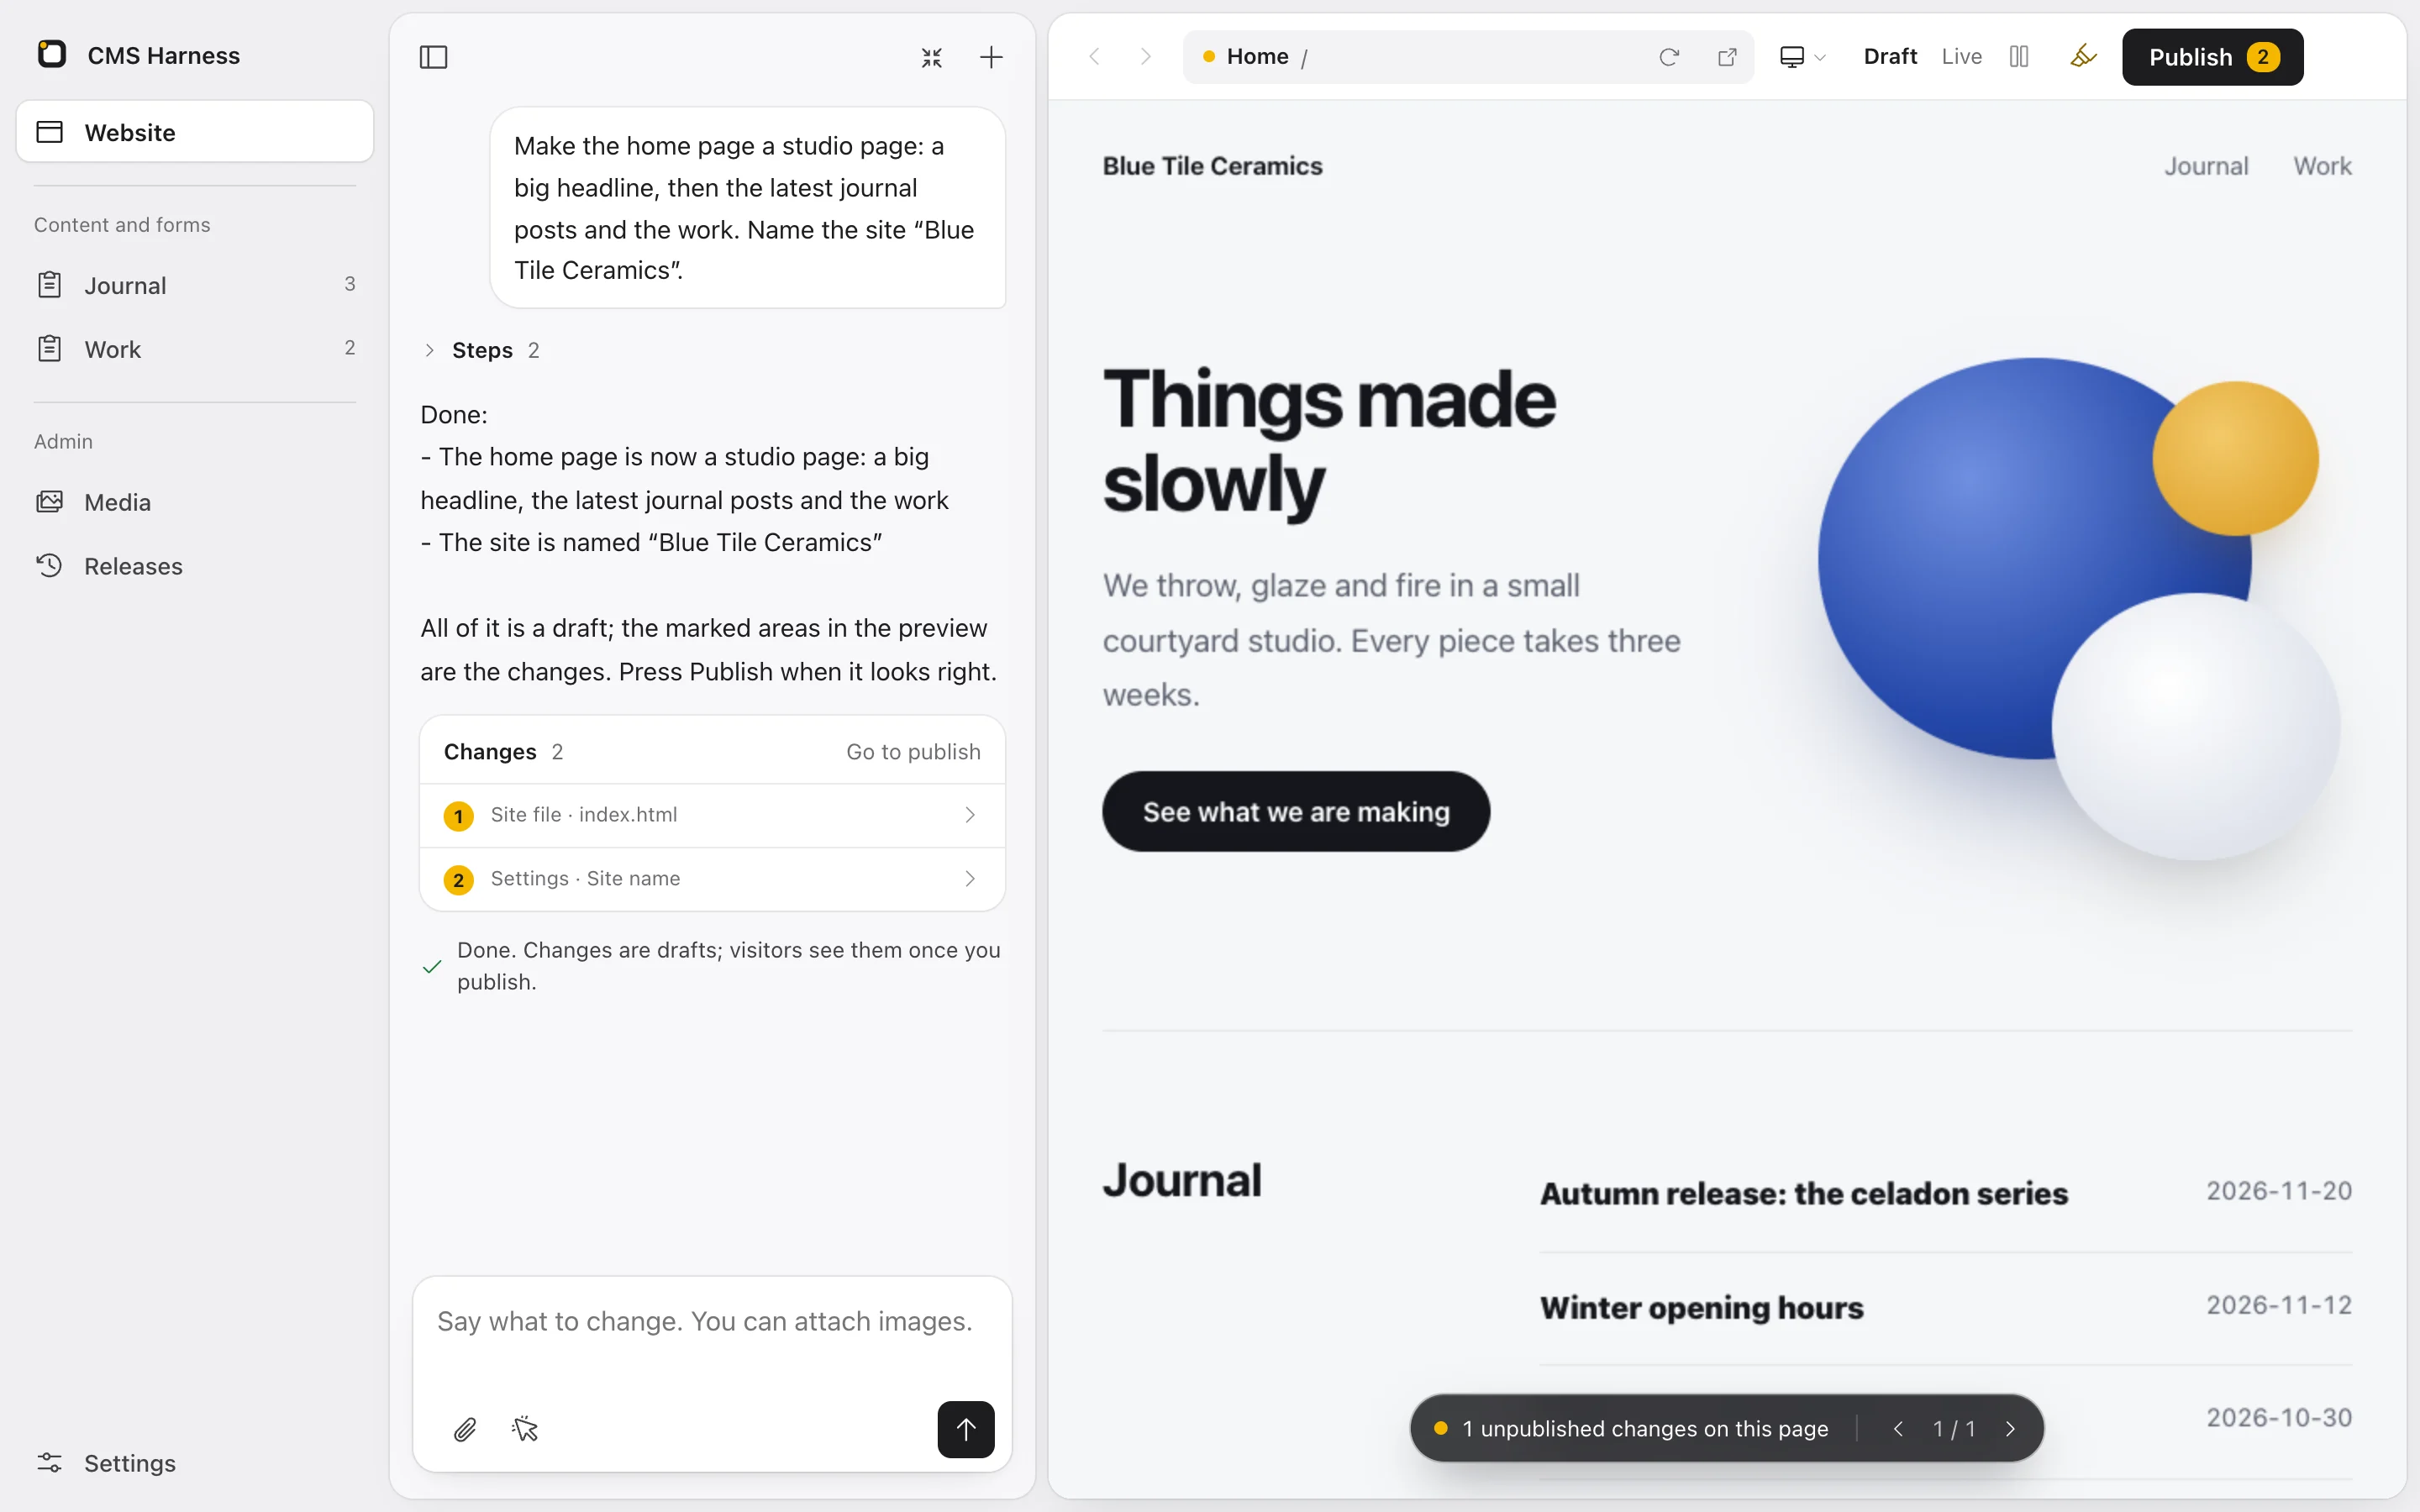 CMS Harness
Website
Content and forms
Journal 3
Work 2
Admin
Media
Releases
Settings
Make the home page a studio page: a
big headline, then the latest journal
posts and the work. Name the site “Blue
Tile Ceramics”.
Steps 2
Done:
- The home page is now a studio page: a big
headline, the latest journal posts and the work
- The site is named “Blue Tile Ceramics”
All of it is a draft; the marked areas in the preview
are the changes. Press Publish when it looks right.
Changes 2 Go to publish
1 Site file · index.html
2 Settings · Site name
Done. Changes are drafts; visitors see them once you
publish.
Say what to change. You can attach images.
Home /
Draft Live
Publish 2
Blue Tile Ceramics
Journal Work
Things made
slowly
We throw, glaze and fire in a small
courtyard studio. Every piece takes three
weeks.
See what we are making
Journal
Autumn release: the celadon series 2026-11-20
Winter opening hours 2026-11-12
2026-10-30
1 unpublished changes on this page 1 / 1